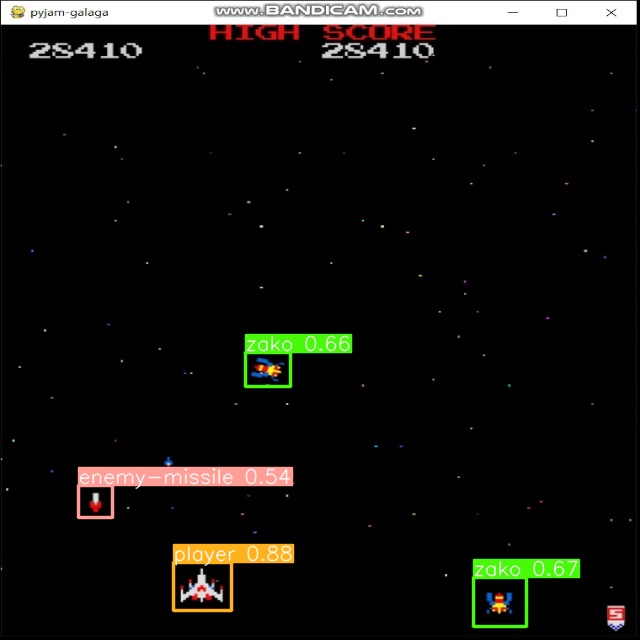 pyjam-galaga
www.BANDICAM.com
HIGH SCORE
28410 28410
zako 0.66
enemy-missile 0.54
player 0.88
zako 0.67
S